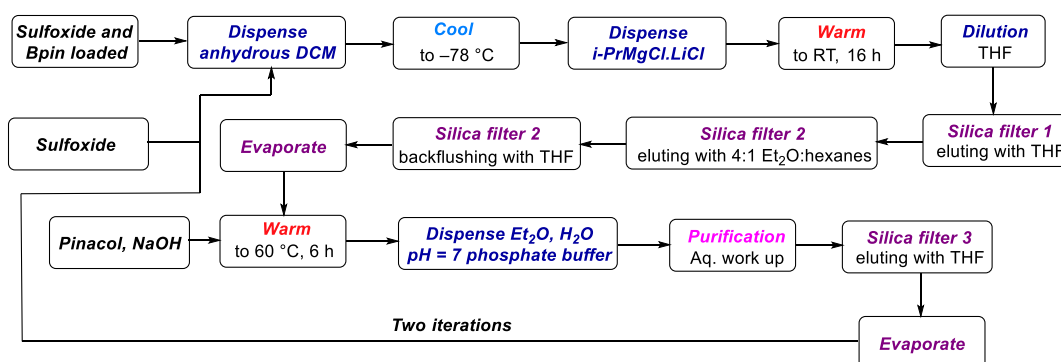 Sulfoxide and
Bpin loaded
Dispense
anhydrous DCM
Cool
to –78 °C
Dispense
i-PrMgCl.LiCl
Warm
to RT, 16 h
Dilution
THF
Sulfoxide
Evaporate
Silica filter 2
backflushing with THF
Silica filter 2
eluting with 4:1 Et₂O:hexanes
Silica filter 1
eluting with THF
Pinacol, NaOH
Warm
to 60 °C, 6 h
Dispense Et₂O, H₂O
pH = 7 phosphate buffer
Purification
Aq. work up
Silica filter 3
eluting with THF
Two iterations
Evaporate